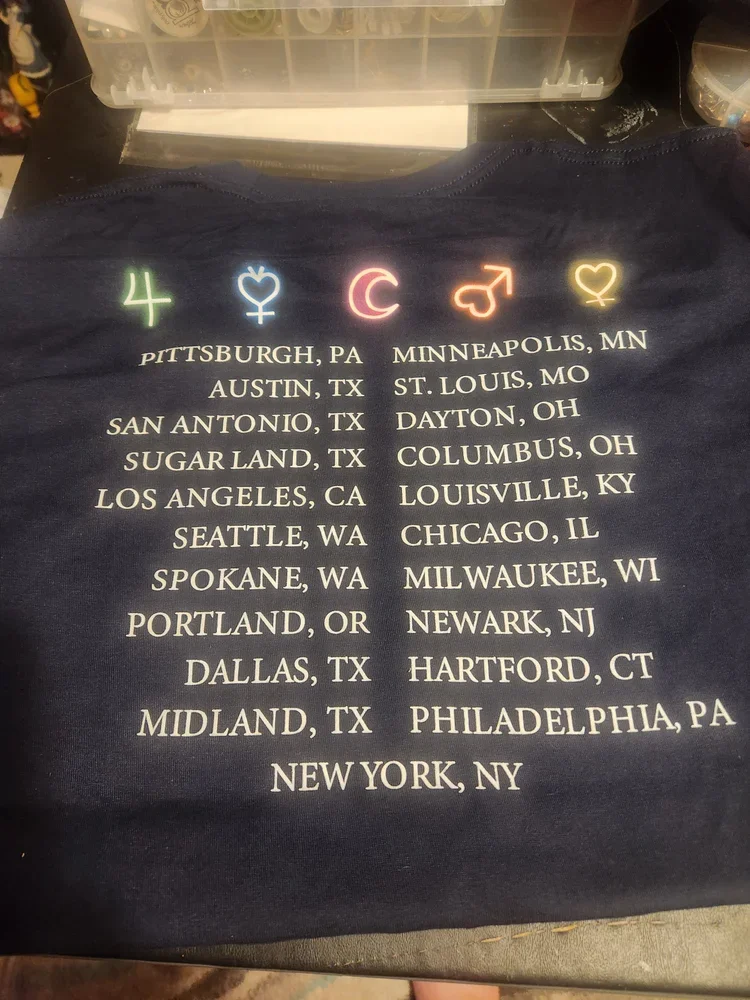 PITTSBURGH, PA
AUSTIN, TX
SAN ANTONIO, TX
SUGAR LAND, TX
LOS ANGELES, CA
SEATTLE, WA
SPOKANE, WA
PORTLAND, OR
DALLAS, TX
MIDLAND, TX
MINNEAPOLIS, MN
ST. LOUIS, MO
DAYTON, OH
COLUMBUS, OH
LOUISVILLE, KY
CHICAGO, IL
MILWAUKEE, WI
NEWARK, NJ
HARTFORD, CT
PHILADELPHIA, PA
NEW YORK, NY